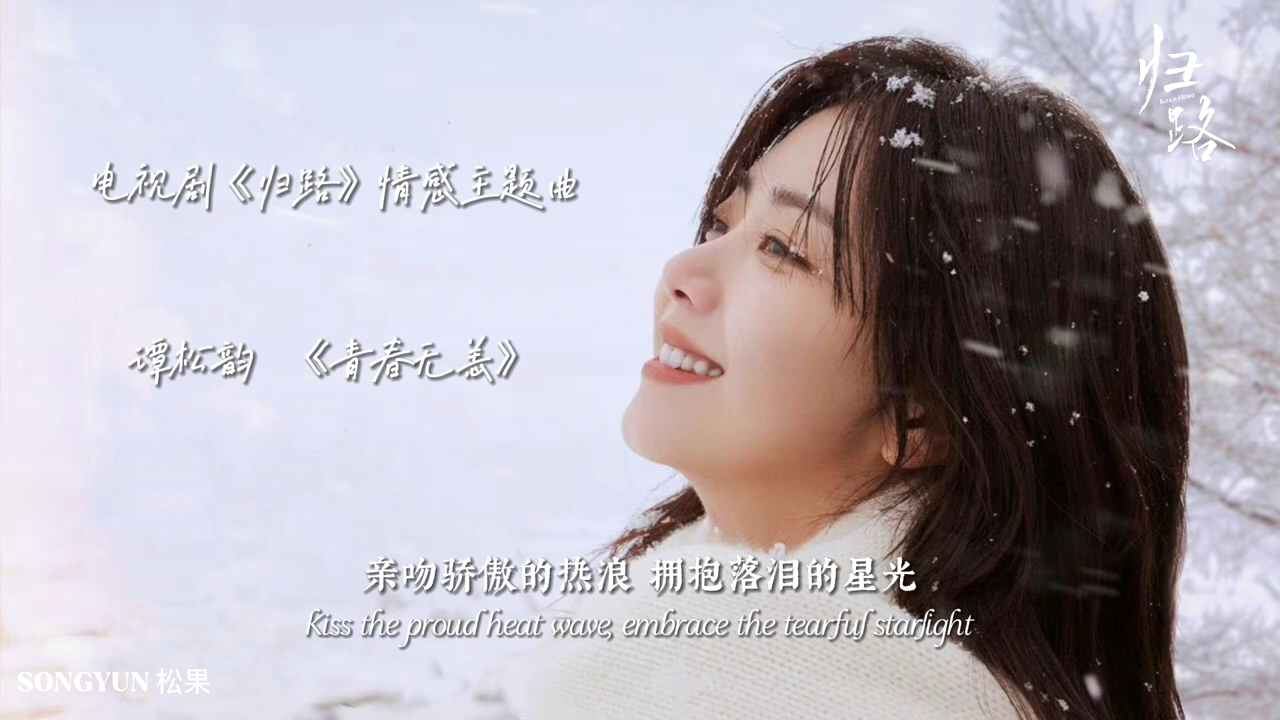 归路
ROAD HOME
电视剧《归路》情感主题曲
谭松韵 《青春无恙》
亲吻骄傲的热浪 拥抱落泪的星光
Kiss the proud heat wave, embrace the tearful starlight
SONGYUN 松果